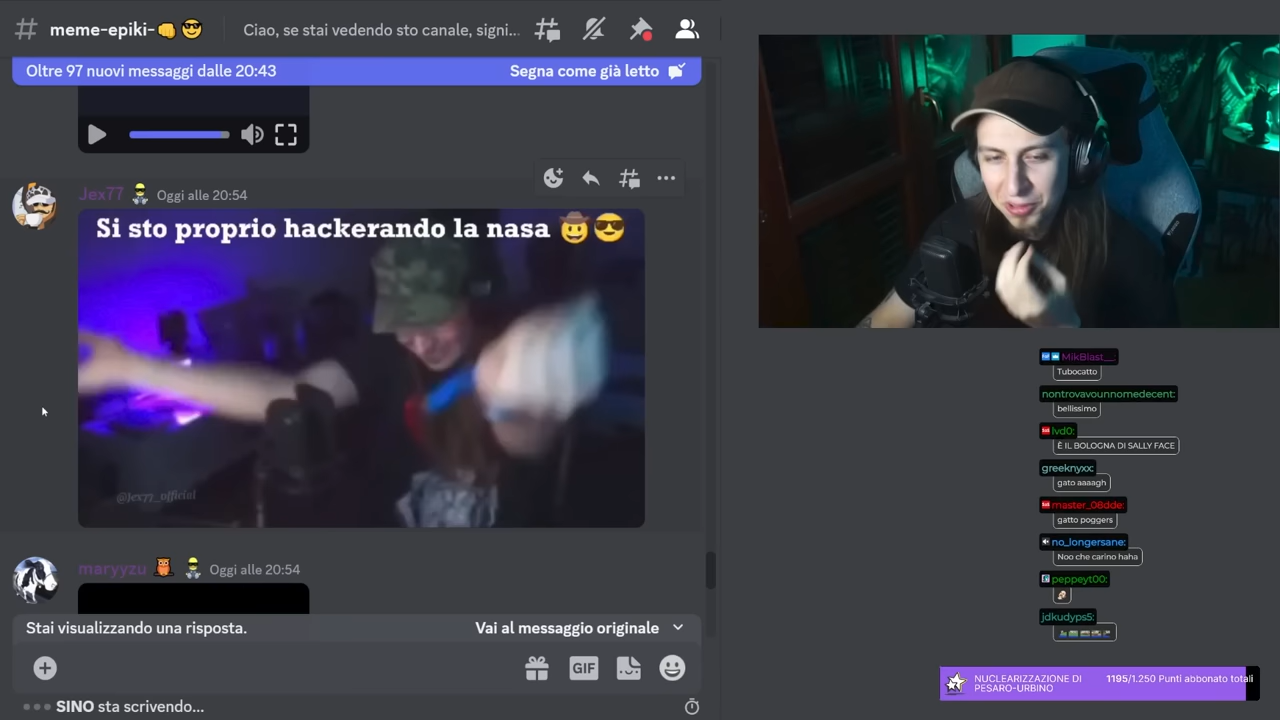 meme-epiki-👊😎
Ciao, se stai vedendo sto canale, signi...
Oltre 97 nuovi messaggi dalle 20:43
Segna come già letto
Jex77
Oggi alle 20:54
Si sto proprio hackerando la nasa 🤠😎
@Jex77_official
maryyzu 🦉
Oggi alle 20:54
Stai visualizzando una risposta.
Vai al messaggio originale
GIF
SINO sta scrivendo...
MikBlast__:
Tubocatto
nontrovavounnomedecent:
bellissimo
lvd0:
È IL BOLOGNA DI SALLY FACE
greeknyxx:
gato aaaagh
master_08dde:
gatto poggers
no_longersane:
Noo che carino haha
peppeyt00:
jdkudyps5:
NUCLEARIZZAZIONE DI
PESARO-URBINO
1195/1.250 Punti abbonato totali